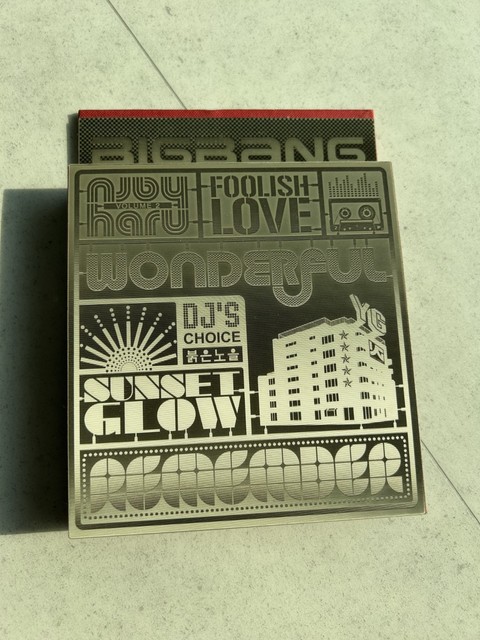 BIGBANG
VOLUME 2
haru
FOOLISH
LOVE
WONDERFUL
DJ'S
CHOICE
붉은노을
YG
SUNSET
GLOW
REMEMBER